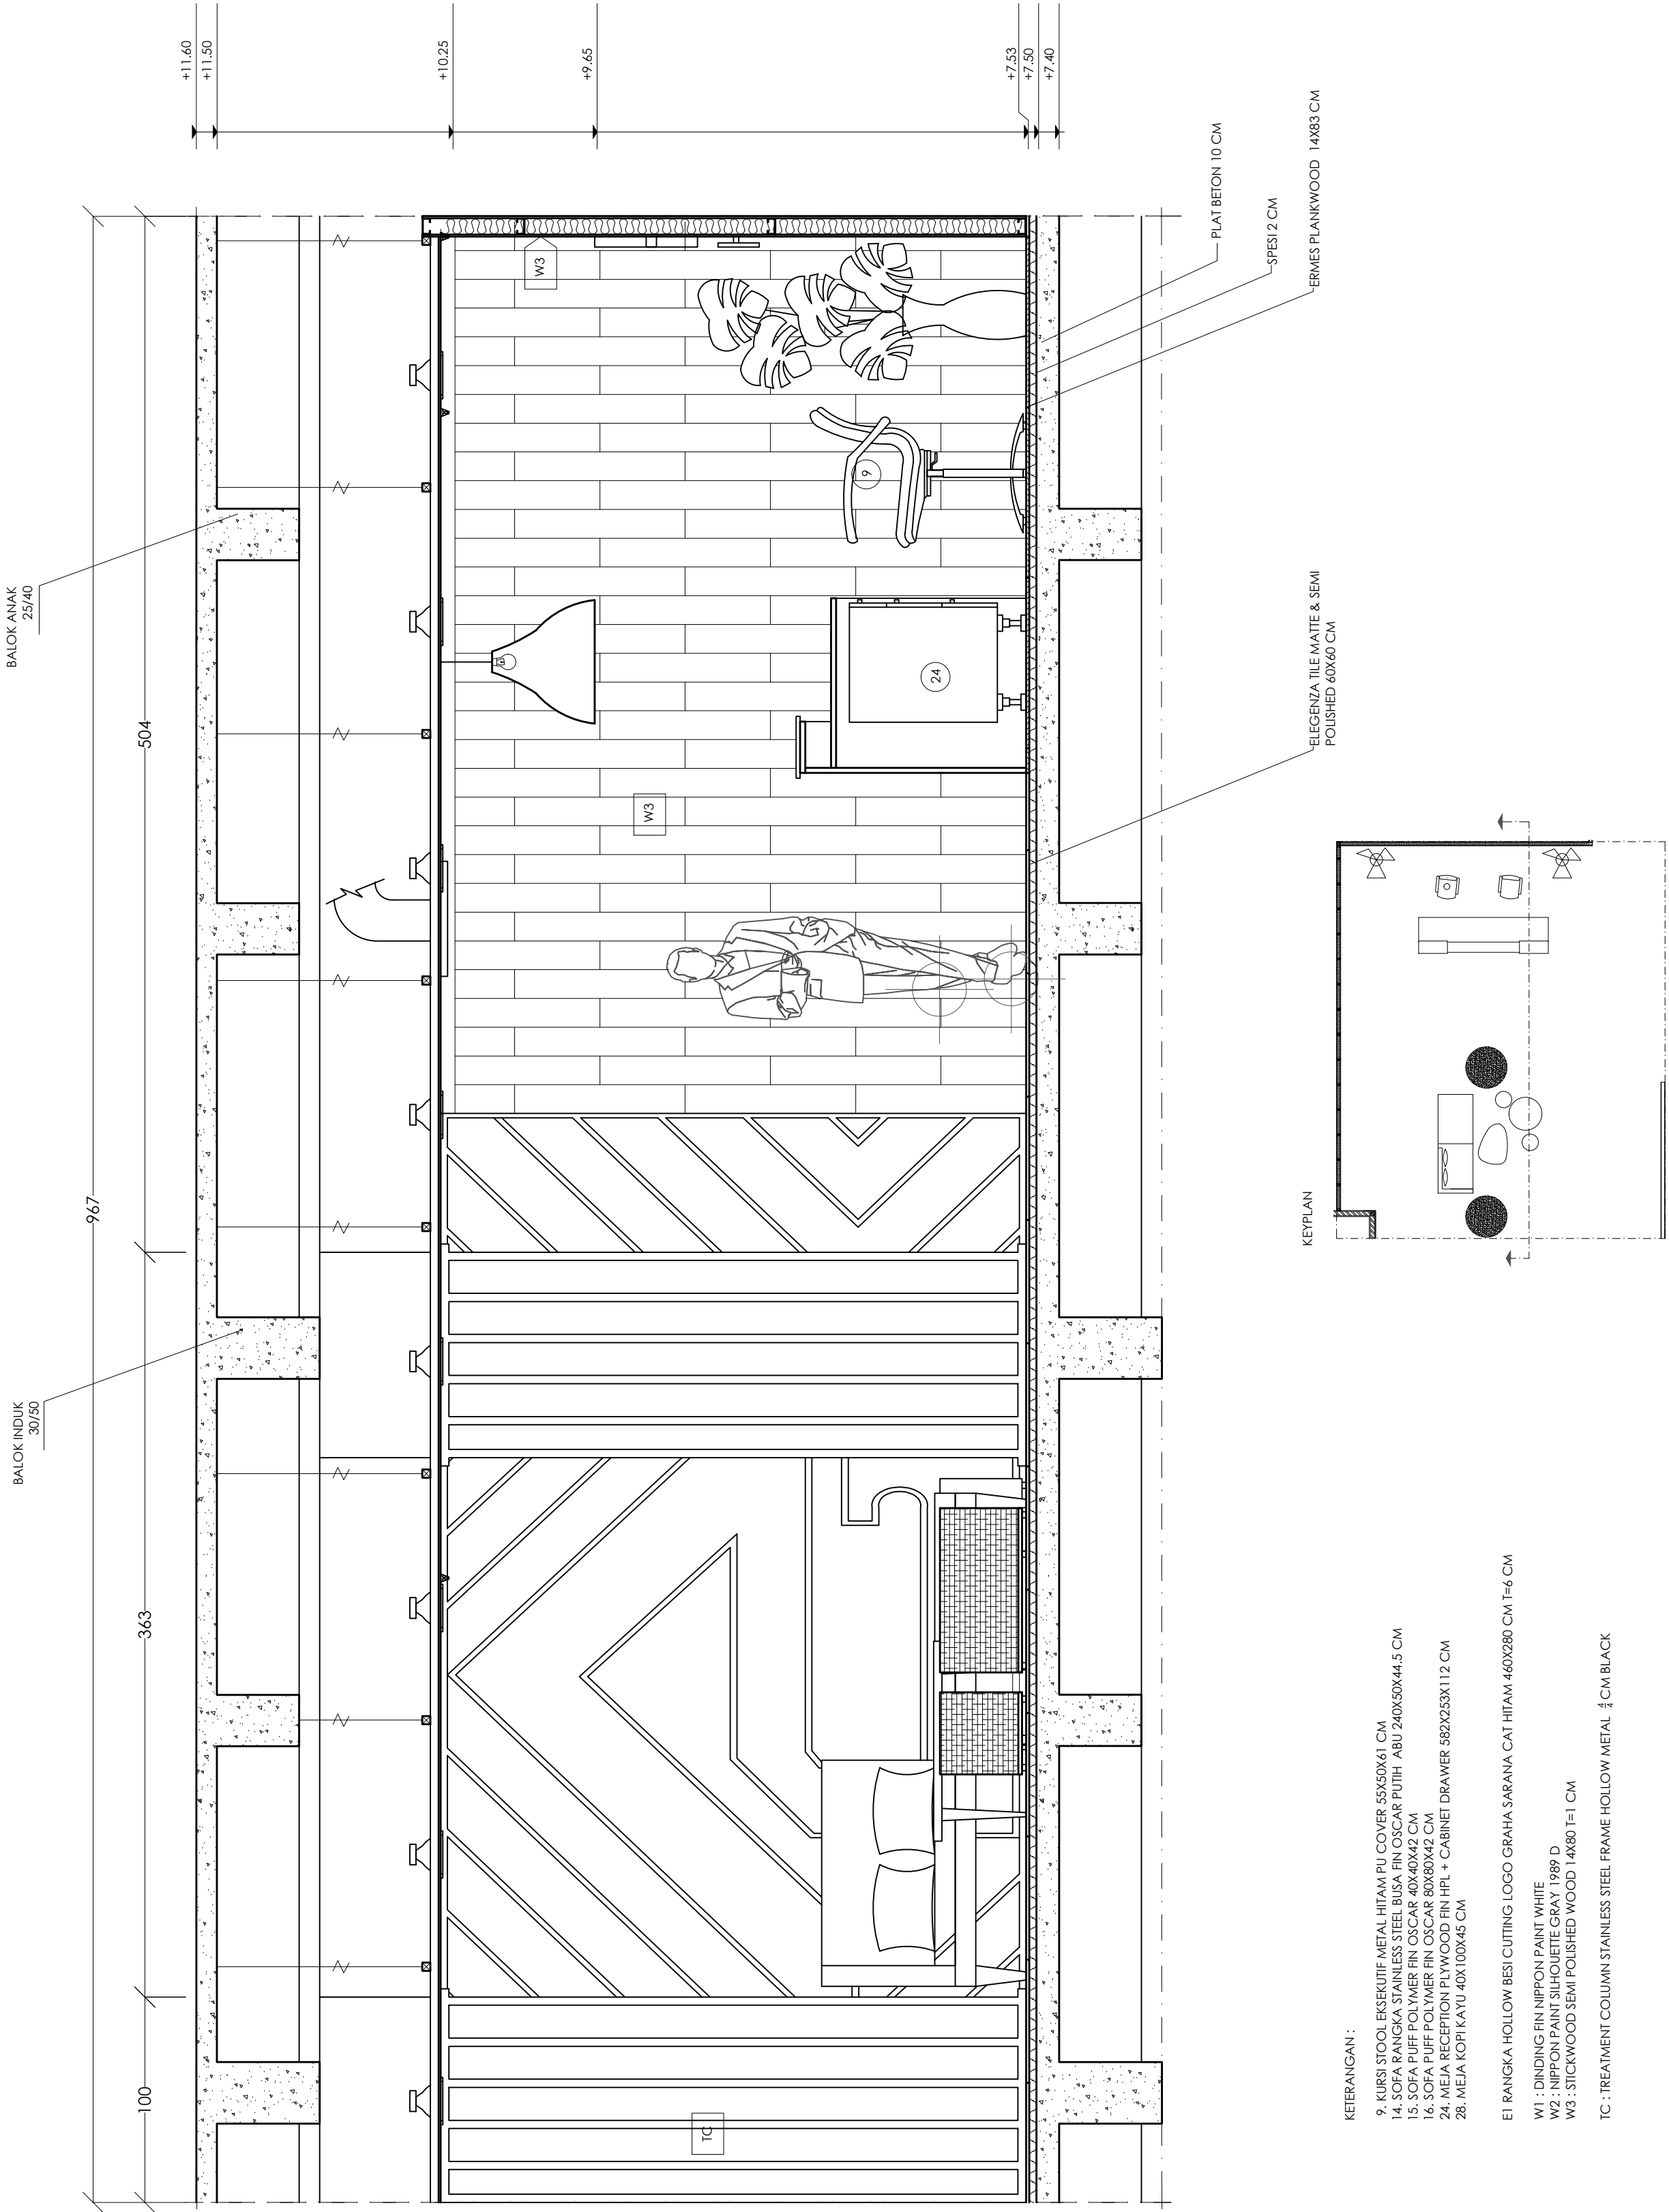 BALOK INDUK
30/50
BALOK ANAK
25/40
967
100
363
504
+11.60
+11.50
+10.25
+9.65
+7.53
+7.50
+7.40
W3
W3
TC
9
24
PLAT BETON 10 CM
SPESI 2 CM
ERMES PLANKWOOD 14X83 CM
ELEGENZA TILE MATTE & SEMI
POLISHED 60X60 CM
KETERANGAN :
9. KURSI STOOL EKSEKUTIF METAL HITAM PU COVER 55X50X61 CM
14. SOFA RANGKA STAINLESS STEEL BUSA FIN OSCAR PUTIH ABU 240X50X44.5 CM
15. SOFA PUFF POLYMER FIN OSCAR 40X40X42 CM
16. SOFA PUFF POLYMER FIN OSCAR 80X80X42 CM
24. MEJA RECEPTION PLYWOOD FIN HPL + CABINET DRAWER 582X253X112 CM
28. MEJA KOPI KAYU 40X100X45 CM
E1 RANGKA HOLLOW BESI CUTING LOGO GRAHA SARANA CAT HITAM 460X280 CM T=6 CM
W1 : DINDING FIN NIPPON PAINT WHITE
W2 : NIPPON PAINT SILHOUETTE GRAY 1989 D
W3 : STICKWOOD SEMI POLISHED WOOD 14X80 T=1 CM
TC : TREATMENT COLUMN STAINLESS STEEL FRAME HOLLOW METAL 4/4 CM BLACK
KEYPLAN